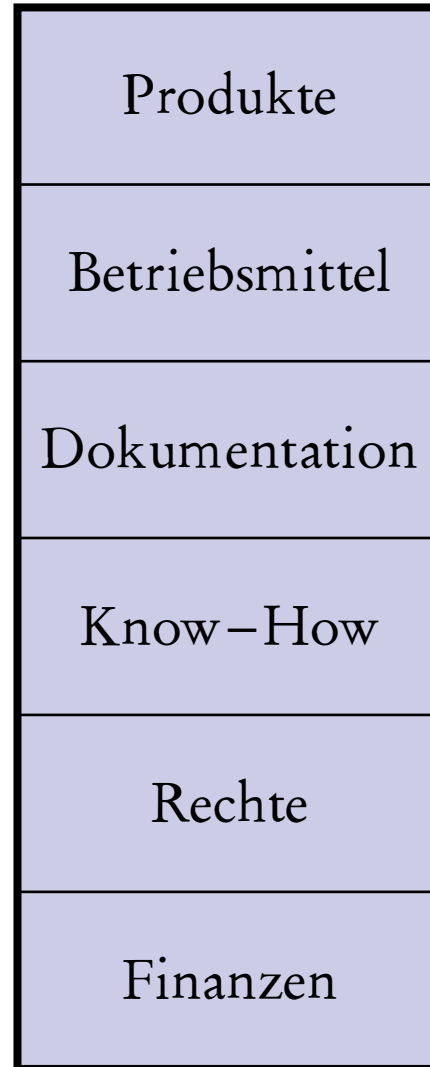 Produkte
Betriebsmittel
Dokumentation
Know–How
Rechte
Finanzen